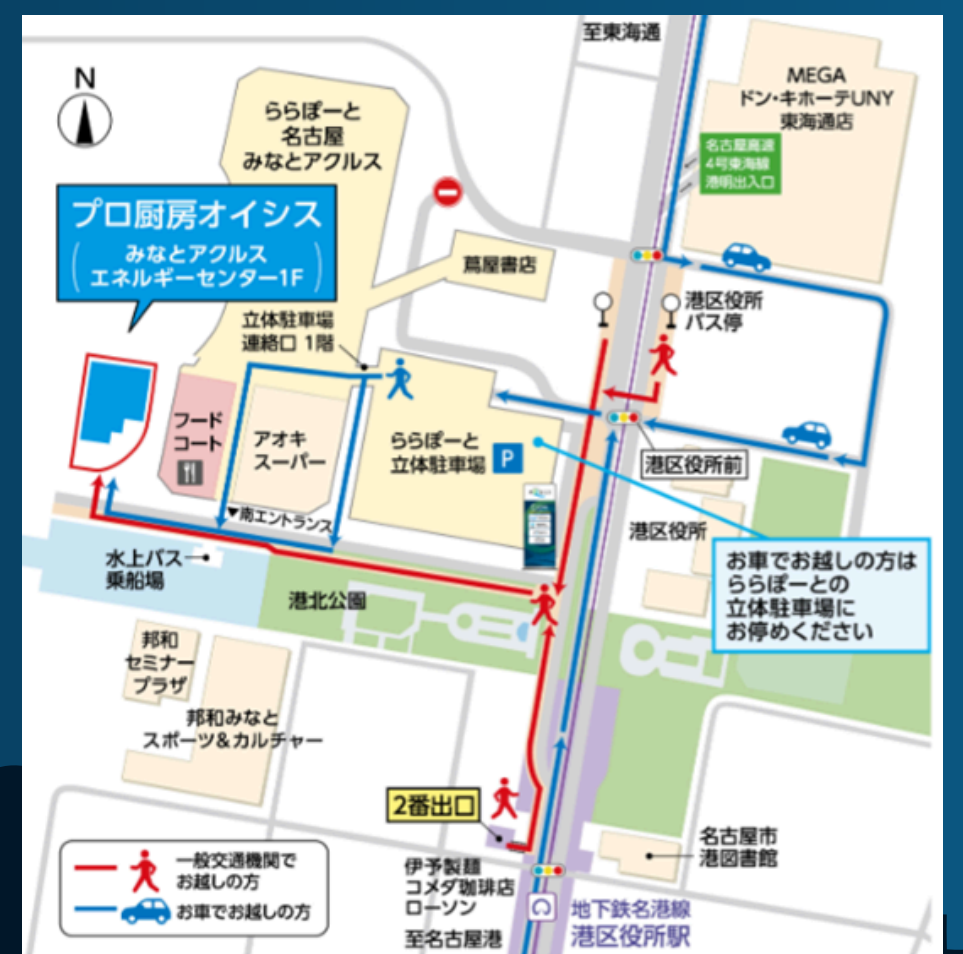 至東海通
N
MEGA
ドン・キホーテUNY
東海通店
ららぽーと
名古屋
みなとアクルス
名古屋高速
4号東海線
港明出入口
プロ厨房オイシス
みなとアクルス
エネルギーセンター1F
蔦屋書店
港区役所
バス停
立体駐車場
連絡口 1階
フード
コート
アオキ
スーパー
ららぽーと
立体駐車場
P
港区役所前
▼南エントランス
港区役所
水上バス
乗船場
お車でお越しの方は
ららぽーとの
立体駐車場に
お停めください
港北公園
邦和
セミナー
プラザ
邦和みなと
スポーツ&カルチャー
2番出口
名古屋市
港図書館
一般交通機関で
お越しの方
お車でお越しの方
伊予製麺
コメダ珈琲店
ローソン
至名古屋港
地下鉄名港線
港区役所駅